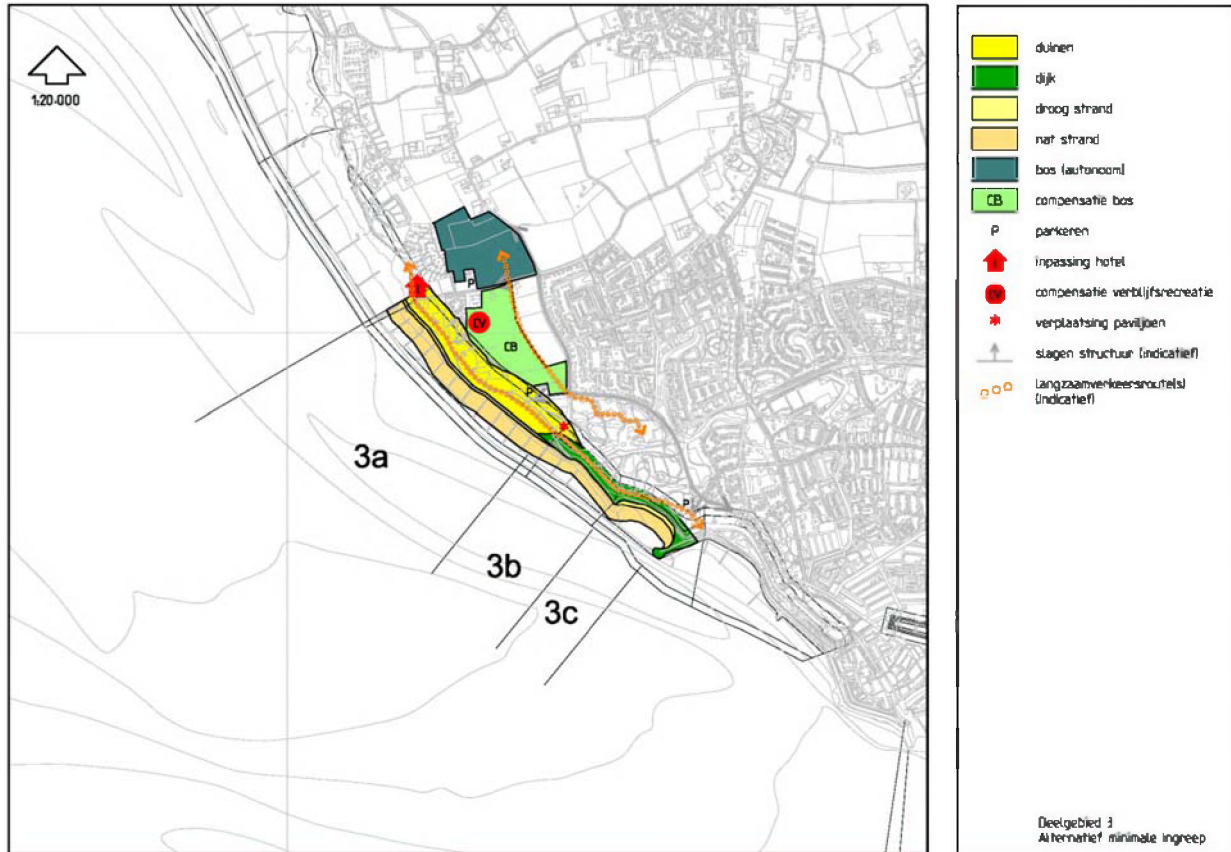 1:20.000
P
CV
CB
P
P
3a
3b
3c
duinen
dijk
droog strand
nat strand
bos (autonoom)
CB compensatie bos
P parkeren
inpassing hotel
CV compensatie verblijfsrecreatie
verplaatsing paviljoen
slagen structuur (indicatief)
langzaamverkeersroute(s)
(indicatief)
Deelgebied 3
Alternatief minimale ingreep